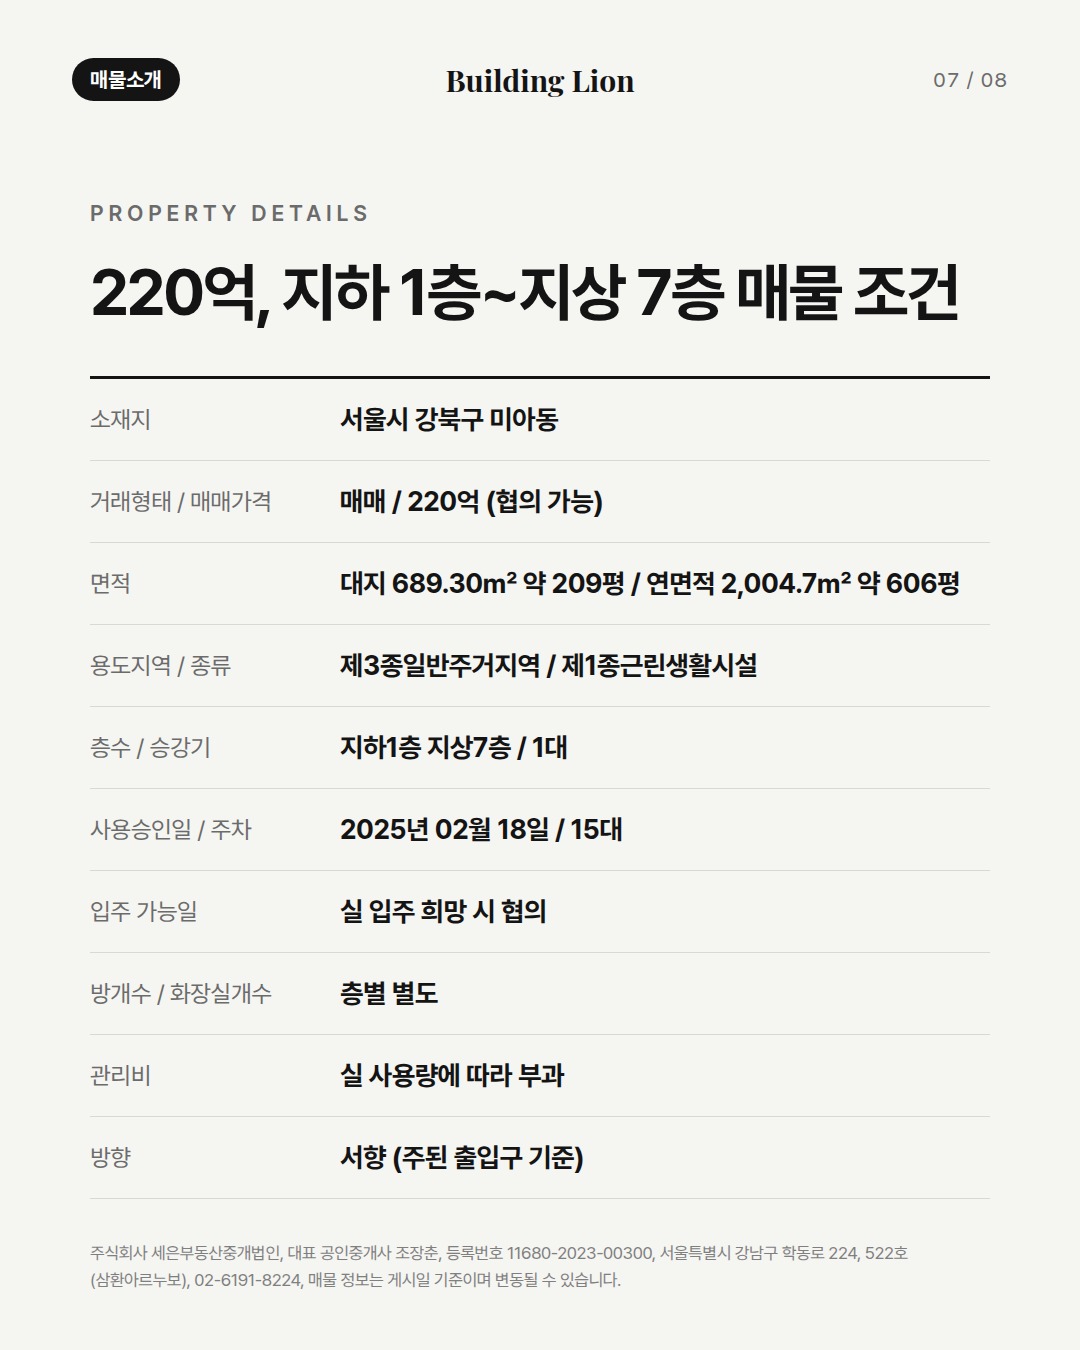 매물소개
Building Lion
07 / 08
PROPERTY DETAILS
220억, 지하 1층~지상 7층 매물 조건
소재지 서울시 강북구 미아동
거래형태 / 매매가격 매매 / 220억 (협의 가능)
면적 대지 689.30m² 약 209평 / 연면적 2,004.7m² 약 606평
용도지역 / 종류 제3종일반주거지역 / 제1종근린생활시설
층수 / 승강기 지하1층 지상7층 / 1대
사용승인일 / 주차 2025년 02월 18일 / 15대
입주 가능일 실 입주 희망 시 협의
방개수 / 화장실개수 층별 별도
관리비 실 사용량에 따라 부과
방향 서향 (주된 출입구 기준)
주식회사 세은부동산중개법인, 대표 공인중개사 조장춘, 등록번호 11680-2023-00300, 서울특별시 강남구 학동로 224, 522호
(삼환아르누보), 02-6191-8224, 매물 정보는 게시일 기준이며 변동될 수 있습니다.